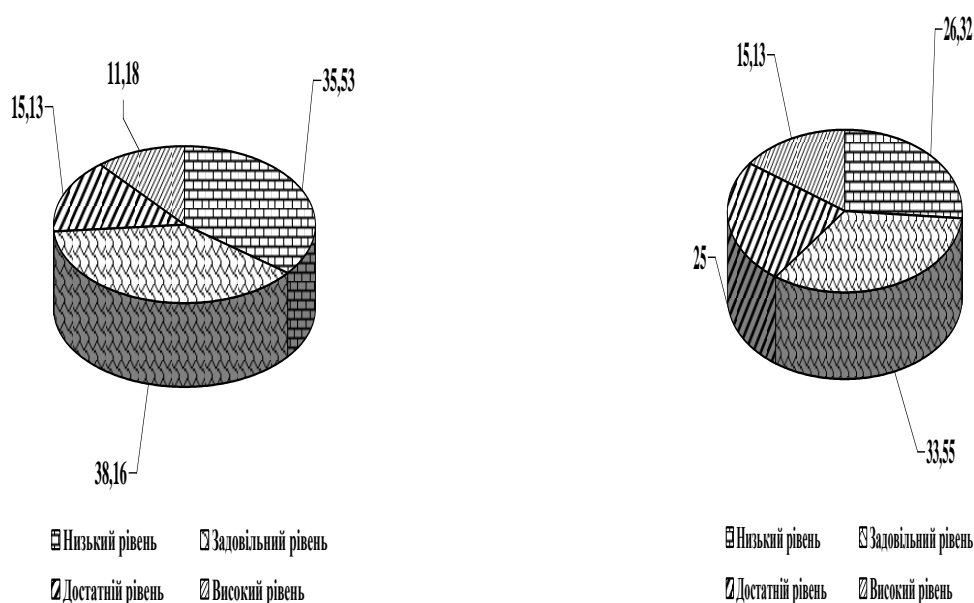 11,18
35,53
15,13
38,16
Низький рівень Задовільний рівень
Достатній рівень Високий рівень
26,32
15,13
25
33,55
Низький рівень Задовільний рівень
Достатній рівень Високий рівень